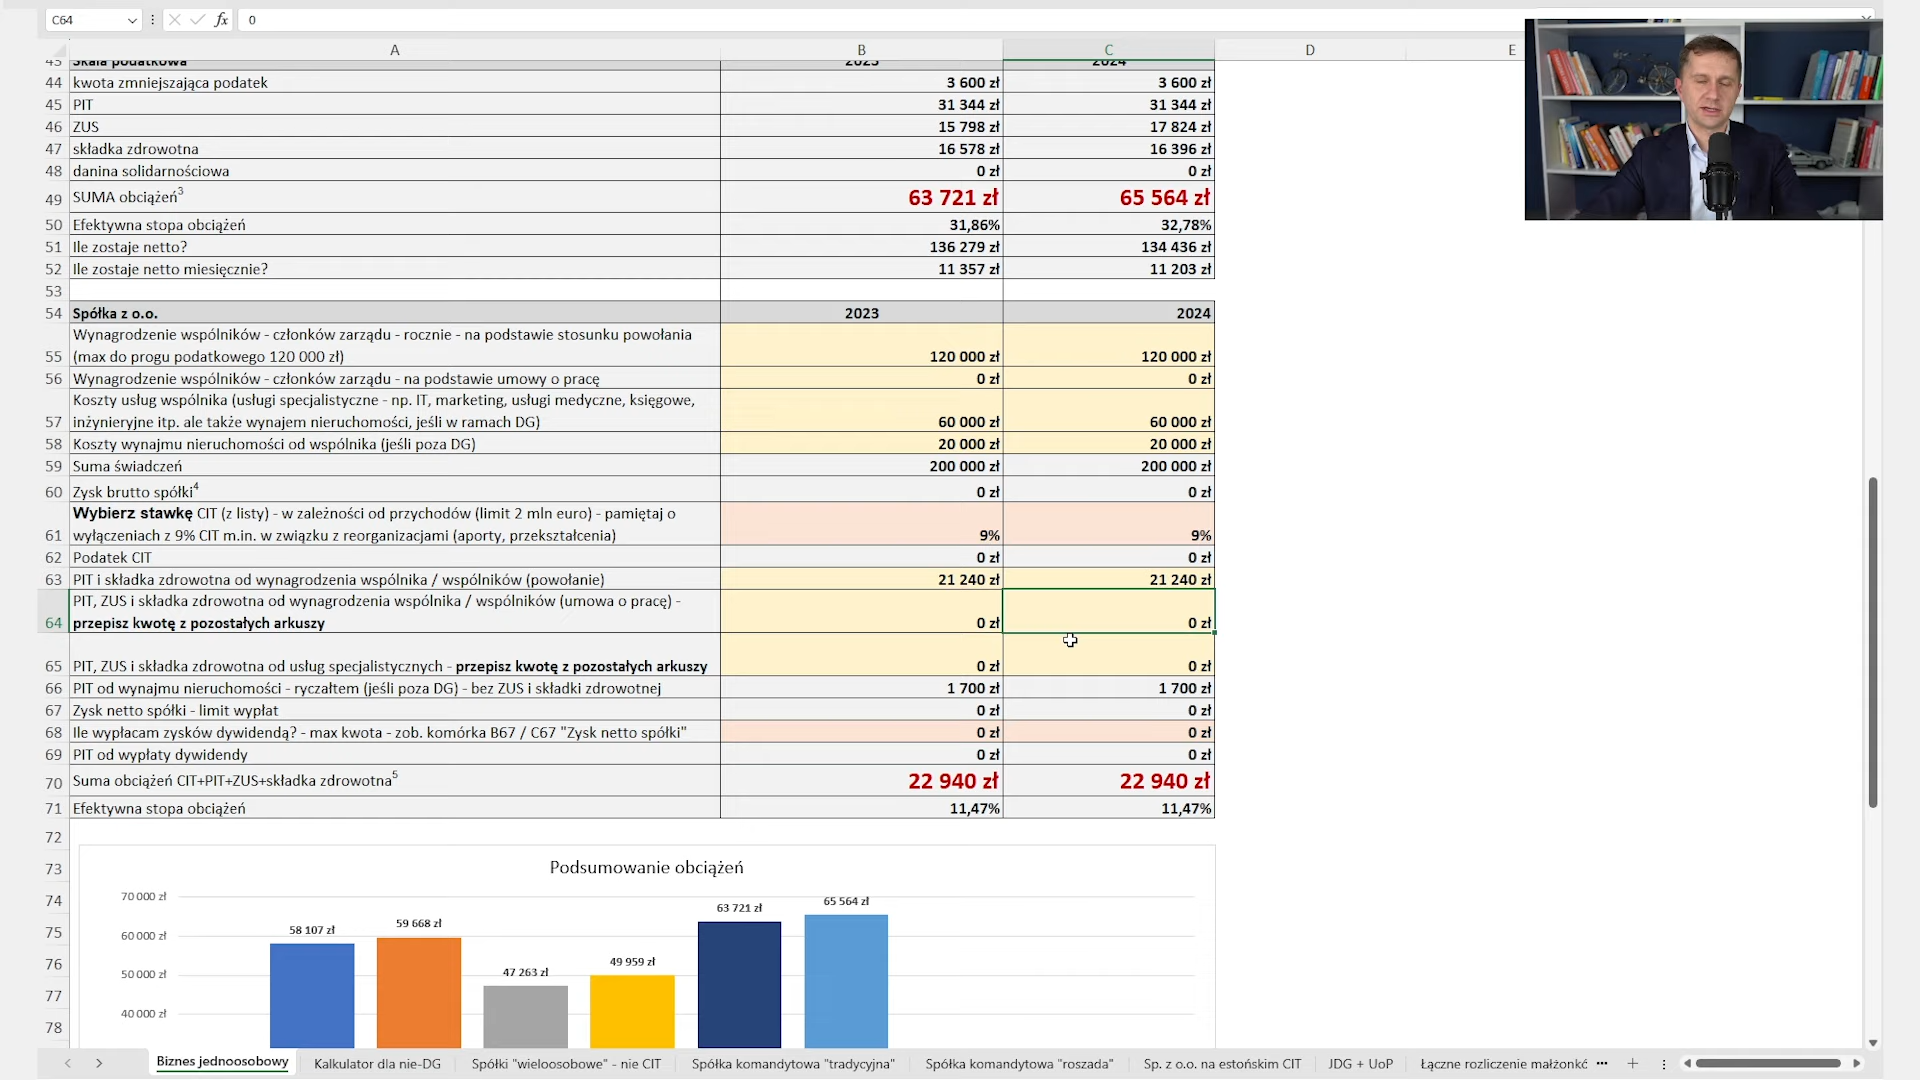 C64 fx 0
A B C D E
43 Skala podatkowa 2023 2024
44 kwota zmniejszająca podatek 3 600 zł 3 600 zł
45 PIT 31 344 zł 31 344 zł
46 ZUS 15 798 zł 17 824 zł
47 składka zdrowotna 16 578 zł 16 396 zł
48 danina solidarnościowa 0 zł 0 zł
49 SUMA obciążeń3 63 721 zł 65 564 zł
50 Efektywna stopa obciążeń 31,86% 32,78%
51 Ile zostaje netto? 136 279 zł 134 436 zł
52 Ile zostaje netto miesięcznie? 11 357 zł 11 203 zł
53
54 Spółka z o.o. 2023 2024
Wynagrodzenie wspólników - członków zarządu - rocznie - na podstawie stosunku powołania
55 (max do progu podatkowego 120 000 zł) 120 000 zł 120 000 zł
56 Wynagrodzenie wspólników - członków zarządu - na podstawie umowy o pracę 0 zł 0 zł
Koszty usług wspólnika (usługi specjalistyczne - np. IT, marketing, usługi medyczne, księgowe,
57 inżynieryjne itp. ale także wynajem nieruchomości, jeśli w ramach DG) 60 000 zł 60 000 zł
58 Koszty wynajmu nieruchomości od wspólnika (jeśli poza DG) 20 000 zł 20 000 zł
59 Suma świadczeń 200 000 zł 200 000 zł
60 Zysk brutto spółki4 0 zł 0 zł
Wybierz stawkę CIT (z listy) - w zależności od przychodów (limit 2 mln euro) - pamiętaj o
61 wyłączeniach z 9% CIT m.in. w związku z reorganizacjami (aporty, przekształcenia) 9% 9%
62 Podatek CIT 0 zł 0 zł
63 PIT i składka zdrowotna od wynagrodzenia wspólnika / wspólników (powołanie) 21 240 zł 21 240 zł
PIT, ZUS i składka zdrowotna od wynagrodzenia wspólnika / wspólników (umowa o pracę) -
64 przepisz kwotę z pozostałych arkuszy 0 zł 0 zł
65 PIT, ZUS i składka zdrowotna od usług specjalistycznych - przepisz kwotę z pozostałych arkuszy 0 zł 0 zł
66 PIT od wynajmu nieruchomości - ryczałtem (jeśli poza DG) - bez ZUS i składki zdrowotnej 1 700 zł 1 700 zł
67 Zysk netto spółki - limit wypłat 0 zł 0 zł
68 Ile wypłacam zysków dywidendą? - max kwota - zob. komórka B67 / C67 "Zysk netto spółki" 0 zł 0 zł
69 PIT od wypłaty dywidendy 0 zł 0 zł
70 Suma obciążeń CIT+PIT+ZUS+składka zdrowotna5 22 940 zł 22 940 zł
71 Efektywna stopa obciążeń 11,47% 11,47%
72
73 Podsumowanie obciążeń
74 70 000 zł 63 721 zł 65 564 zł
75 60 000 zł 58 107 zł 59 668 zł
76 50 000 zł 47 263 zł 49 959 zł
77 40 000 zł
78
Biznes jednoosobowy Kalkulator dla nie-DG Spółki "wieloosobowe" - nie CIT Spółka komandytowa "tradycyjna" Spółka komandytowa "roszada" Sp. z o.o. na estońskim CIT JDG + UoP Łączne rozliczenie małżonkó ...